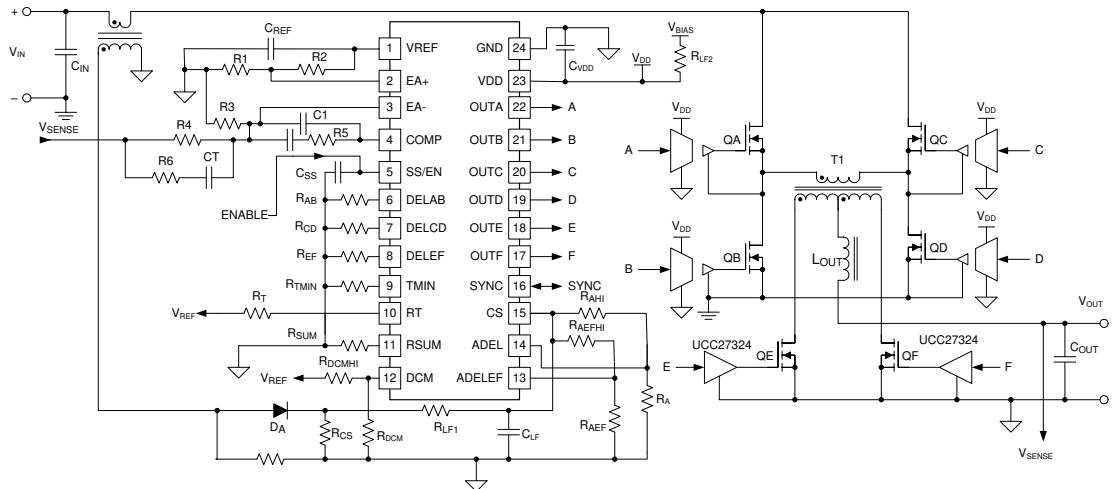 +
VIN
CIN
−
CREF
R1
R2
R3
VSENSE
R4
C1
R5
R6
CT
CSS
ENABLE
RAB
RCD
REF
RTMIN
VREF
RT
RSUM
VREF
RDCMHI
DA
RCS
RDCM
RLF1
CLF
1 VREF
2 EA+
3 EA-
4 COMP
5 SS/EN
6 DELAB
7 DELCD
8 DELEF
9 TMIN
10 RT
11 RSUM
12 DCM
GND 24
VDD 23
OUTA 22 A
OUTB 21 B
OUTC 20 C
OUTD 19 D
OUTE 18 E
OUTF 17 F
SYNC 16 SYNC
CS 15
ADEL 14
ADELEF 13
CVDD
VDD
VBIAS
RLF2
RAHI
RAEFHI
RA
RAEF
VDD
A
QA
QC
VDD
C
T1
VDD
B
QB
QD
VDD
D
LOUT
UCC27324
E
QE
QF
UCC27324
F
VOUT
COUT
VSENSE